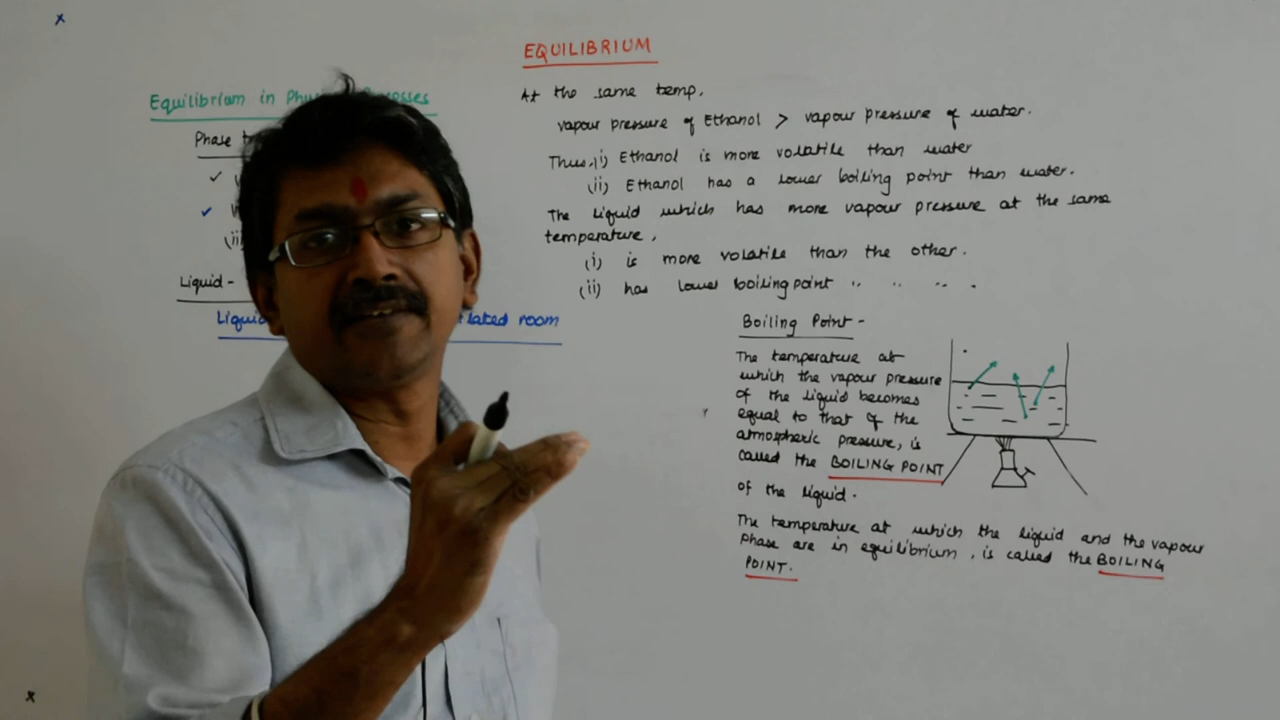 EQUILIBRIUM
Equilibrium in
Phase
Liquid -
room
At the same temp,
vapour pressure of Ethanol > vapour pressure of water.
Thus, (i) Ethanol is more volatile than water
(ii) Ethanol has a lower boiling point than water.
The liquid which has more vapour pressure at the same
temperature,
(i) is more volatile than the other.
(ii) has lower boiling point " " " .
Boiling Point -
The temperature at
which the vapour pressure
of the liquid becomes
equal to that of the
atmospheric pressure, is
called the BOILING POINT
of the liquid.
The temperature at which the liquid and the vapour
phase are in equilibrium, is called the BOILING
POINT.